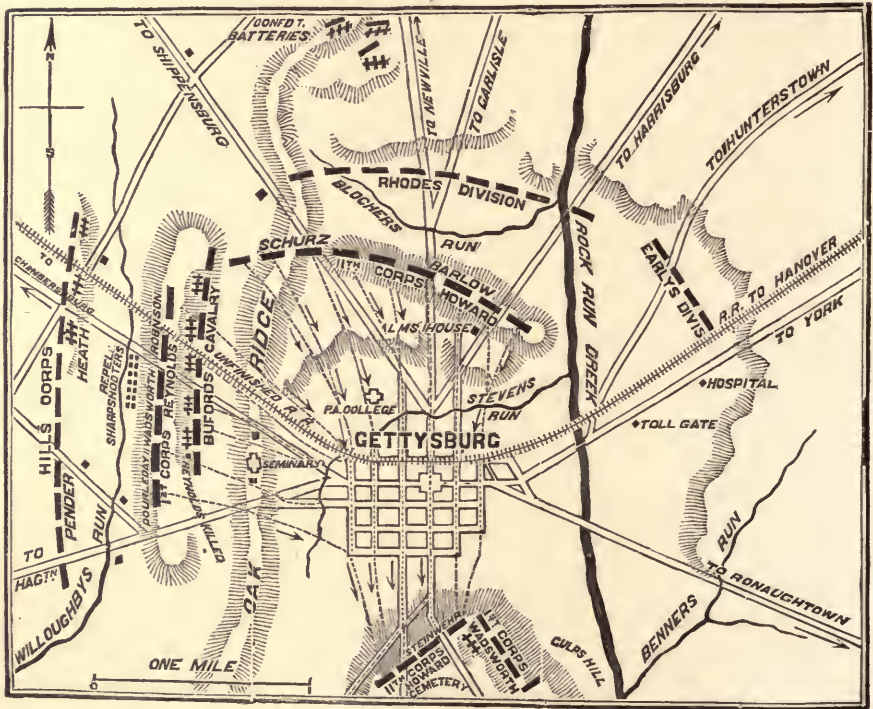 CONFD T.
BATTERIES
TO SHIPPENSBURG
TO NEWVILLE
TO CARLISLE
TO HARRISBURG
TO HUNTERSTOWN
N
S
RHODES DIVISION
BLOCHERS
RUN
ROCK RUN CREEK
EARLYS DIVIS.
R.R. TO HANOVER
TO YORK
SCHURZ
11TH
CORPS
BARLOW
HOWARD
ALMS. HOUSE
TO
CHAMBERSBURG
HILLS CORPS
HEATH
PENDER
REPEL
SHARPSHOOTERS
DOUBLEDAY WADSWORTH ROBINSON
1ST CORPS REYNOLDS
BUFORDS CAVALRY
REYNOLDS KILLED
UNFINISHED R.R.
OAK RIDGE
PA. COLLEGE
STEVENS
RUN
HOSPITAL
TOLL GATE
GETTYSBURG
SEMINARY
TO
HAGTN
WILLOUGHBYS RUN
TO RONAUGHTOWN
BENNERS RUN
ONE MILE
STEINWEHR
11TH CORPS
HOWARD
CEMETERY
1ST CORPS
WADSWORTH
CULPS HILL